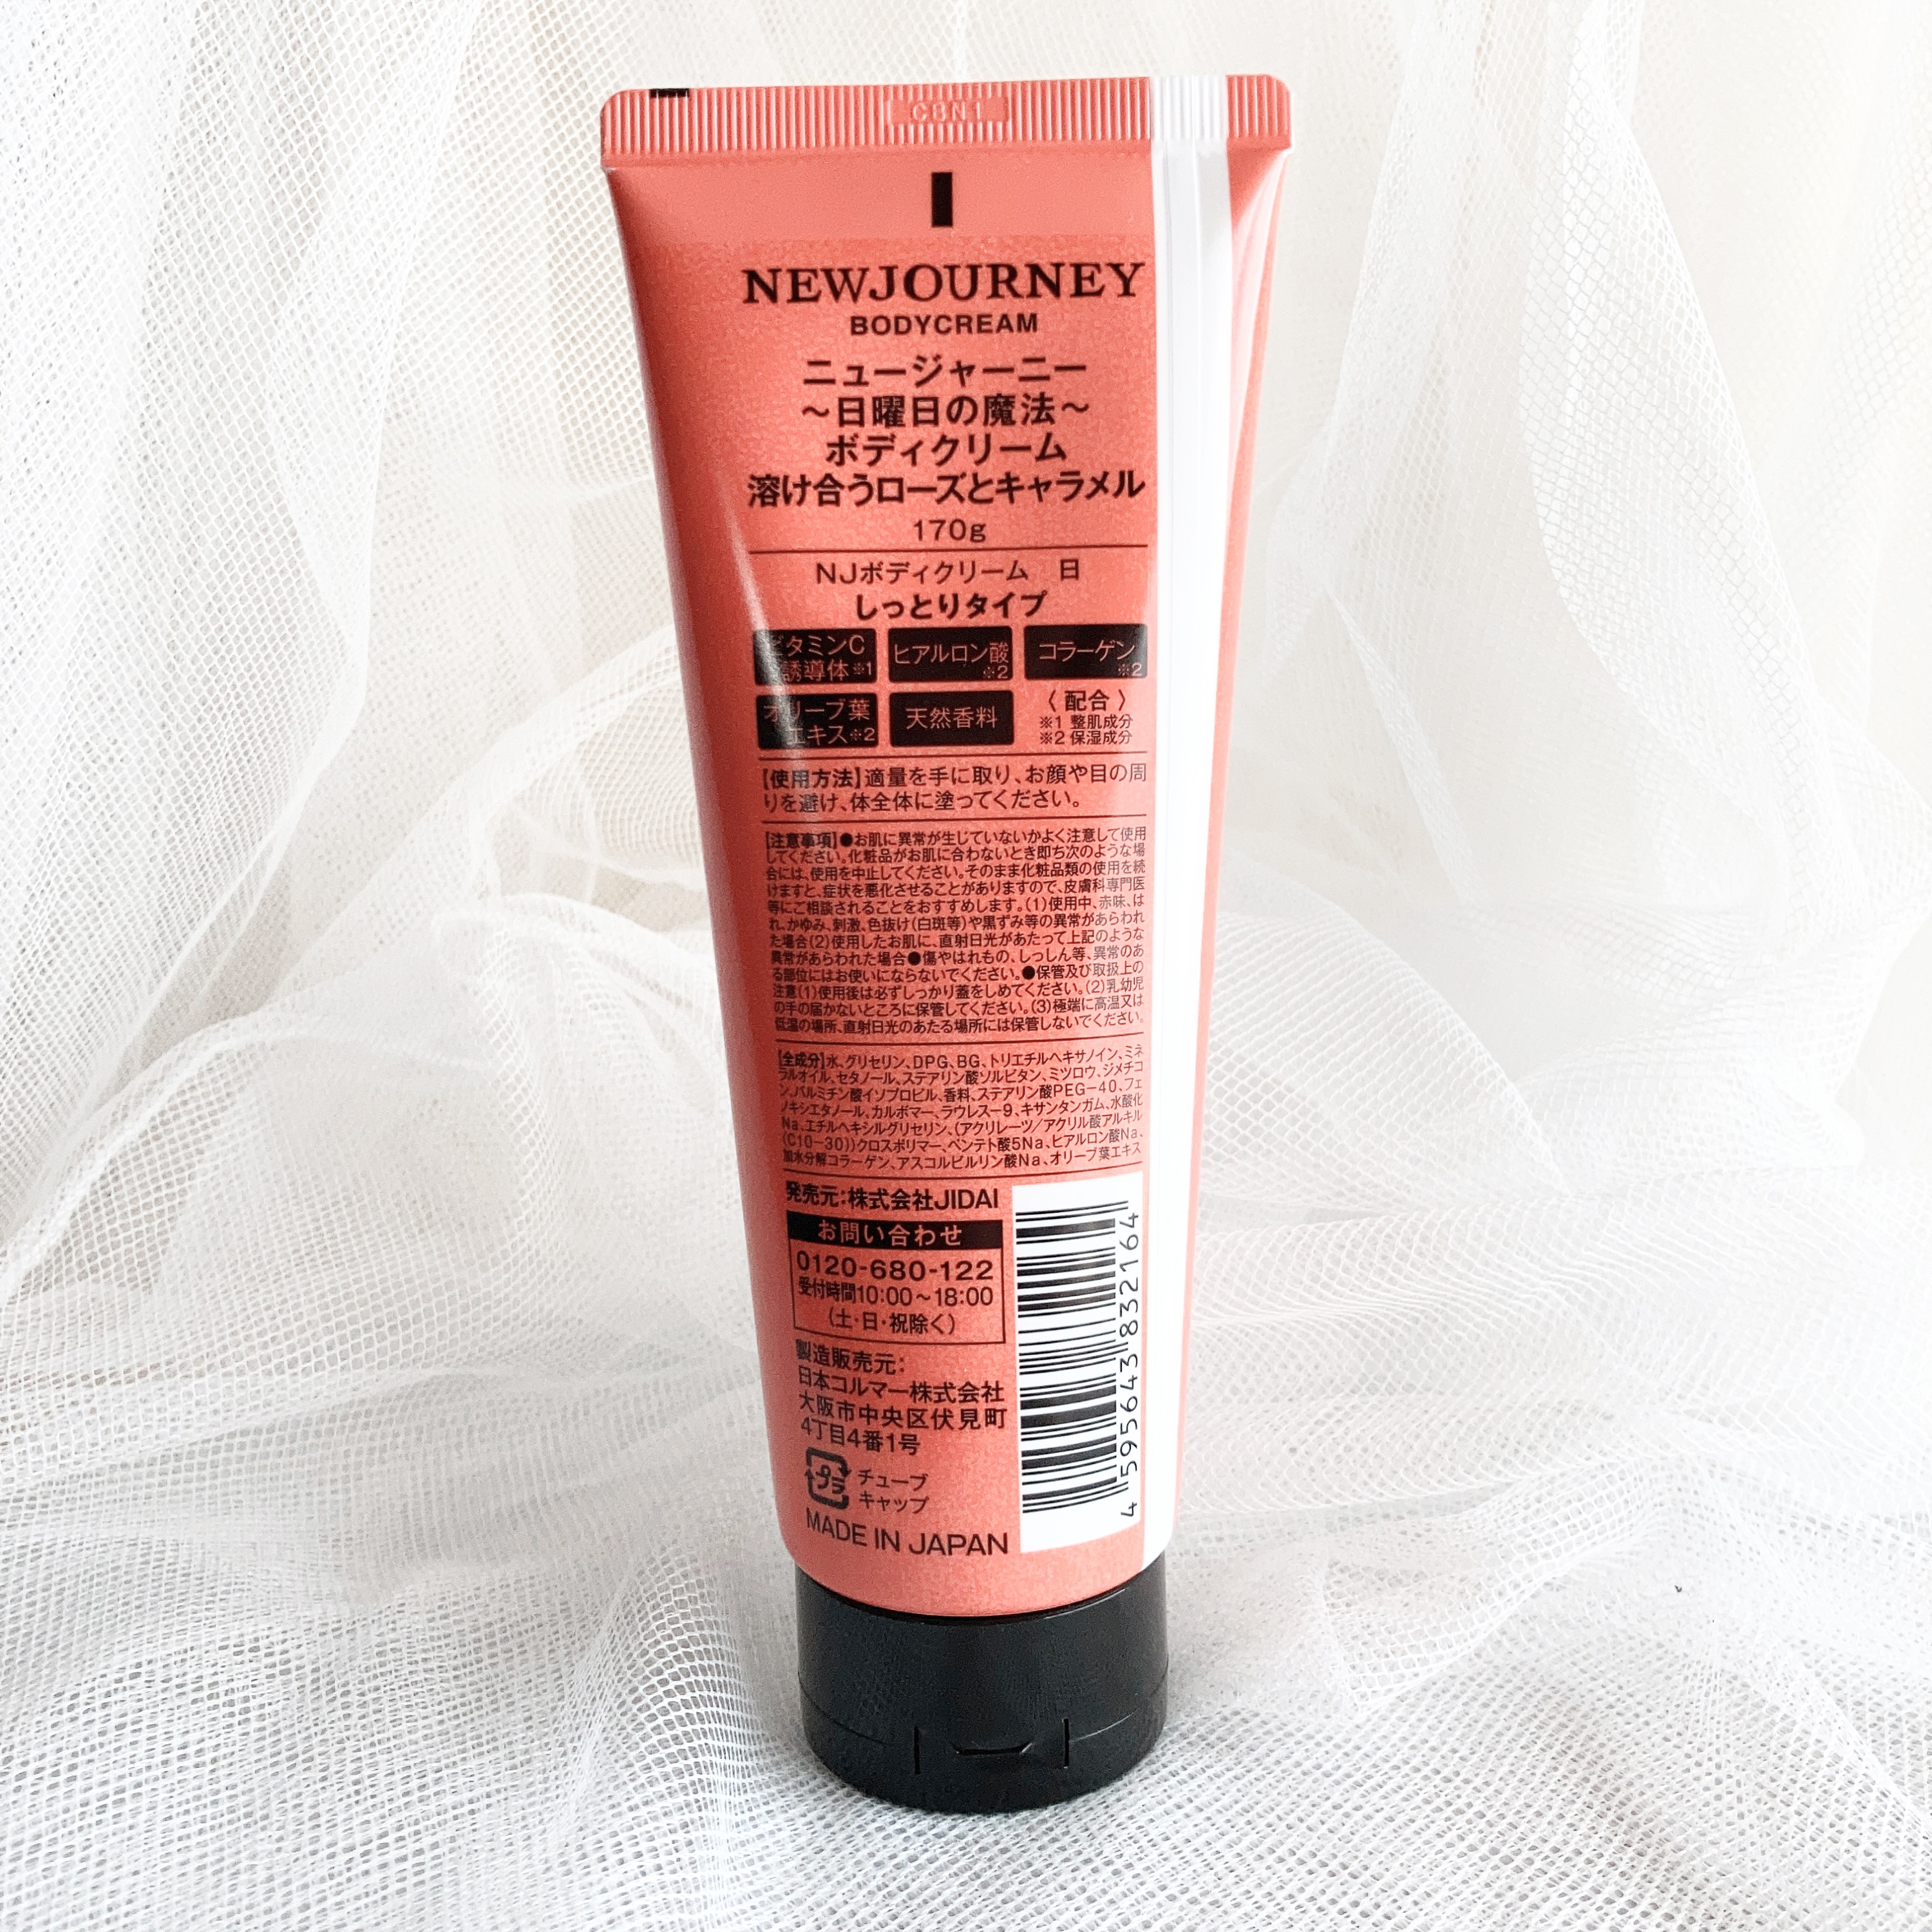 C8N1
NEWJOURNEY
BODYCREAM
ニュージャーニー
～日曜日の魔法～
ボディクリーム
溶け合うローズとキャラメル
170g
NJボディクリーム　日
しっとりタイプ
ビタミンC
誘導体※1
ヒアルロン酸
※2
コラーゲン
※2
オリーブ葉
エキス※2
天然香料
〈 配合 〉
※1 整肌成分
※2 保湿成分
【使用方法】適量を手に取り、お顔や目の周
りを避け、体全体に塗ってください。
【注意事項】●お肌に異常が生じていないかよく注意して使用
してください。化粧品がお肌に合わないとき即ち次のような場
合には、使用を中止してください。そのまま化粧品類の使用を続
けますと、症状を悪化させることがありますので、皮膚科専門医
等にご相談されることをおすすめします。(1)使用中、赤味、は
れ、かゆみ、刺激、色抜け(白斑等)や黒ずみ等の異常があらわれ
た場合(2)使用したお肌に、直射日光があたって上記のような
異常があらわれた場合●傷やはれもの、しっしん等、異常のあ
る部位にはお使いにならないでください。●保管及び取扱上の
注意(1)使用後は必ずしっかり蓋をしめてください。(2)乳幼児
の手の届かないところに保管してください。(3)極端に高温又は
低温の場所、直射日光のあたる場所には保管しないでください。
【全成分】水、グリセリン、DPG、BG、トリエチルヘキサノイン、ミネ
ラルオイル、セタノール、ステアリン酸ソルビタン、ミツロウ、ジメチコ
ン、パルミチン酸イソプロピル、香料、ステアリン酸PEG－40、フェ
ノキシエタノール、カルボマー、ラウレス－9、キサンタンガム、水酸化
Na、エチルヘキシルグリセリン、(アクリレーツ／アクリル酸アルキル
(C10－30))クロスポリマー、ペンテト酸5Na、ヒアルロン酸Na、
加水分解コラーゲン、アスコルビルリン酸Na、オリーブ葉エキス
発売元：株式会社JIDAI
お問い合わせ
0120-680-122
受付時間10：00～18：00
(土・日・祝除く)
製造販売元：
日本コルマー株式会社
大阪市中央区伏見町
4丁目4番1号
プラ
チューブ
キャップ
MADE IN JAPAN
4 595643 832164